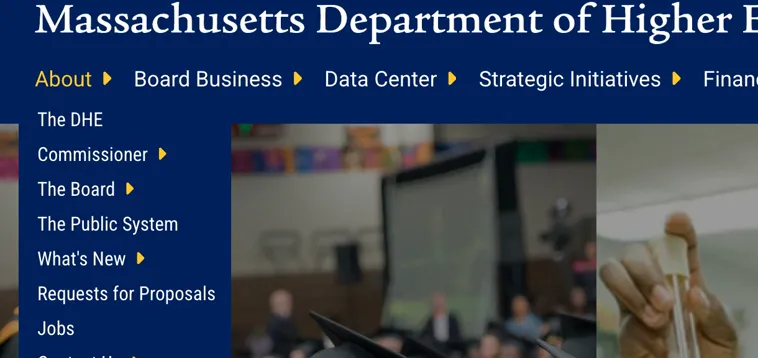 Massachusetts Department of Higher
About Board Business Data Center Strategic Initiatives
The DHE
Commissioner
The Board
The Public System
What's New
Requests for Proposals
Jobs